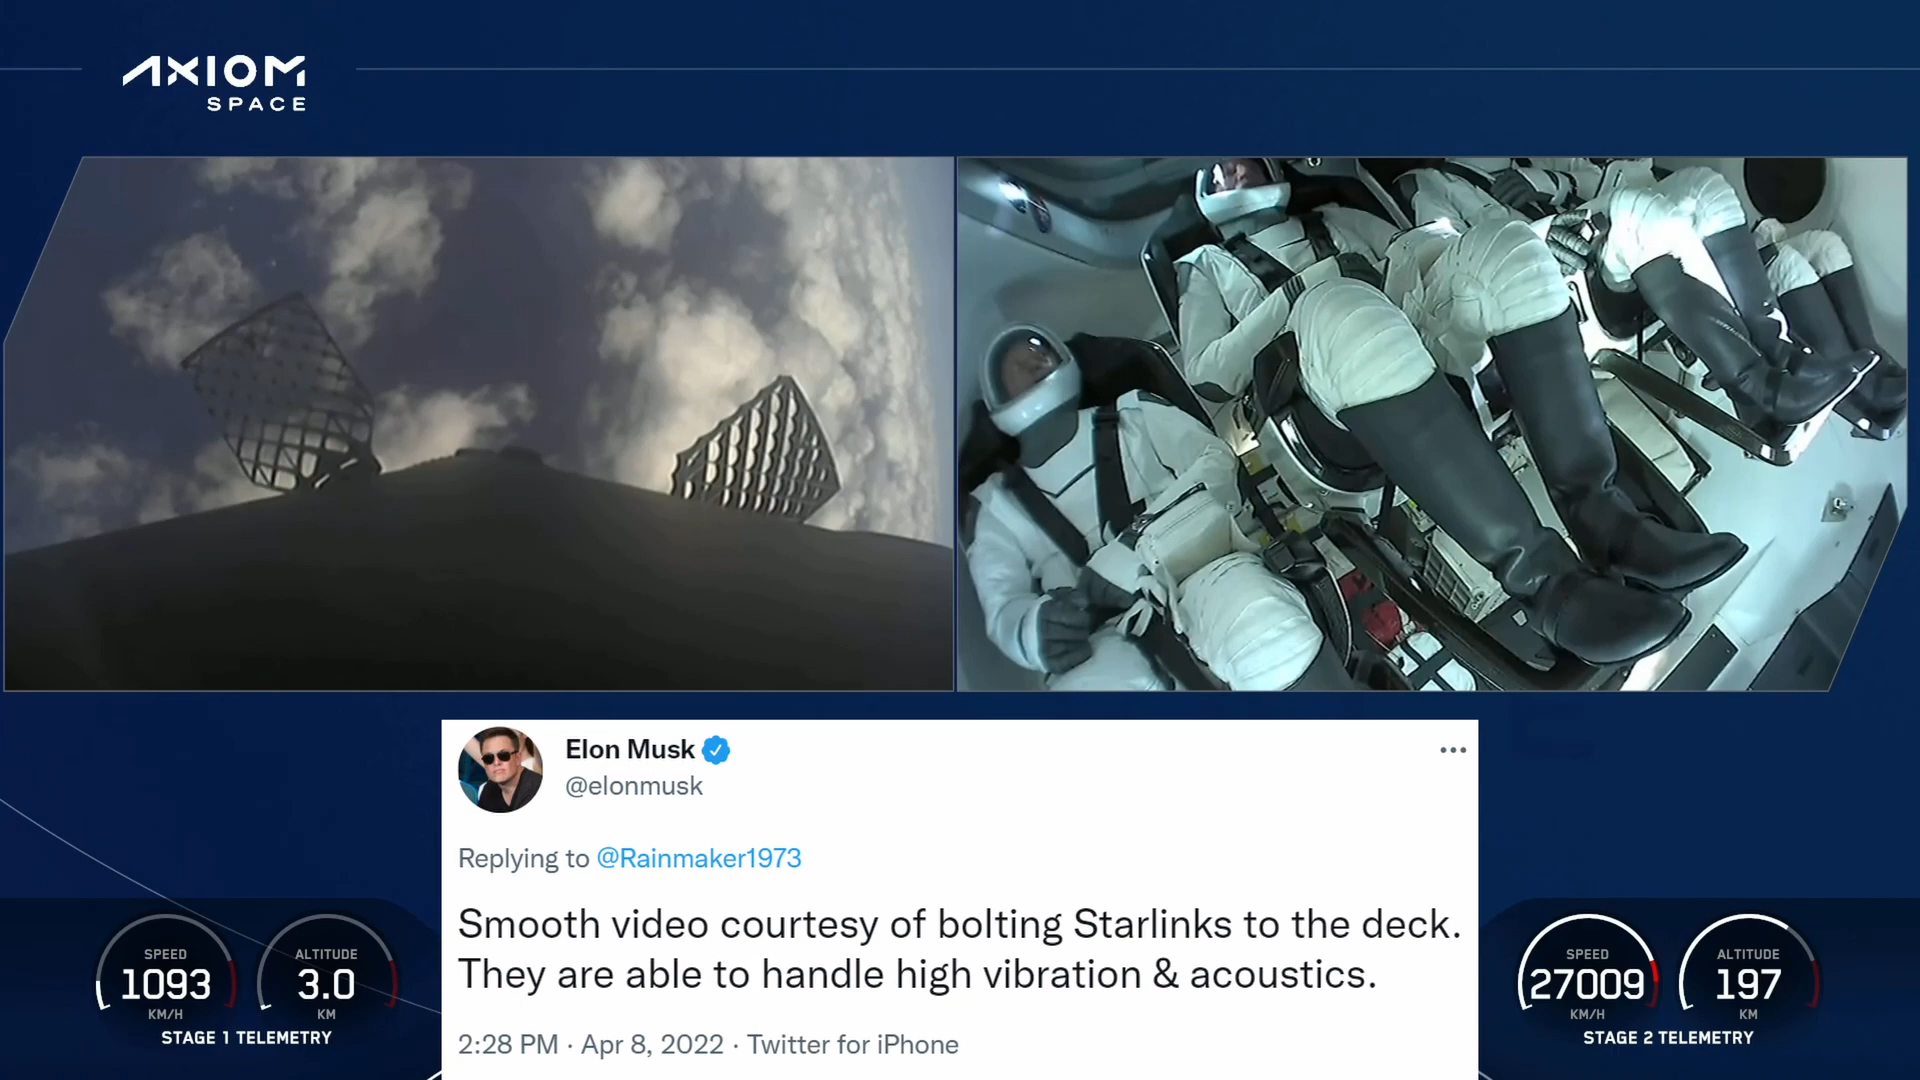 AXIOM
SPACE
Elon Musk
@elonmusk
Replying to @Rainmaker1973
Smooth video courtesy of bolting Starlinks to the deck.
They are able to handle high vibration & acoustics.
2:28 PM · Apr 8, 2022 · Twitter for iPhone
SPEED
1093
KM/H
ALTITUDE
3.0
KM
STAGE 1 TELEMETRY
SPEED
27009
KM/H
ALTITUDE
197
KM
STAGE 2 TELEMETRY